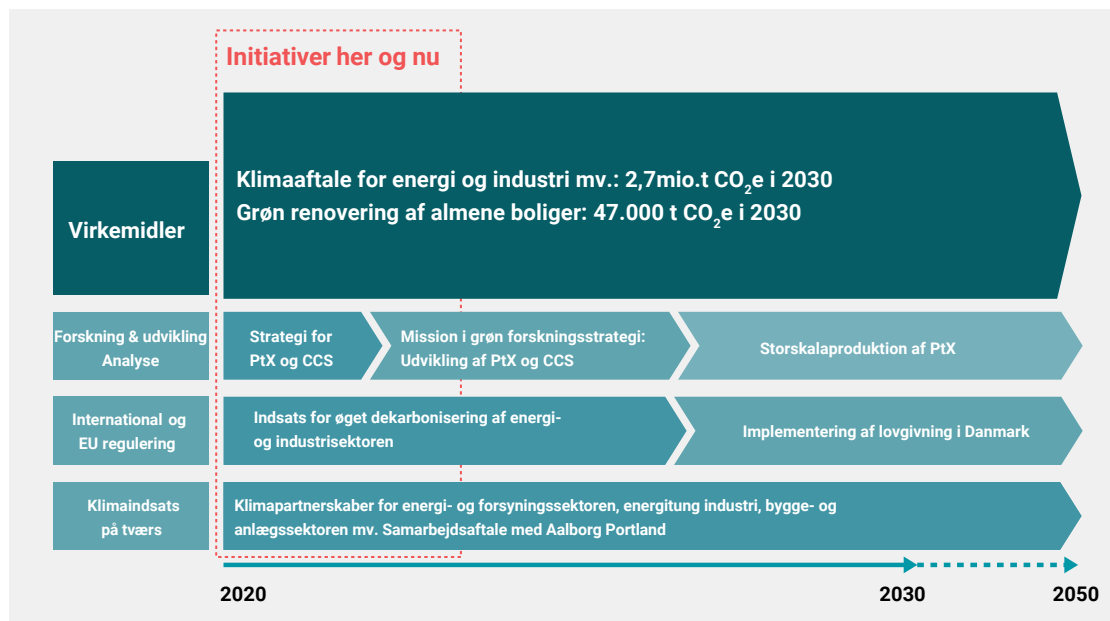 Initiativer her og nu
Virkemidler
Klimaaftale for energi og industri mv.: 2,7mio.t CO₂e i 2030
Grøn renovering af almene boliger: 47.000 t CO₂e i 2030
Forskning & udvikling
Analyse
Strategi for
PtX og CCS
Mission i grøn forskningsstrategi:
Udvikling af PtX og CCS
Storskalaproduktion af PtX
International og
EU regulering
Indsats for øget dekarbonisering af energi-
og industrisektoren
Implementering af lovgivning i Danmark
Klimaindsats
på tværs
Klimapartnerskaber for energi- og forsyningssektoren, energitung industri, bygge- og
anlægssektoren mv. Samarbejdsaftale med Aalborg Portland
2020
2030
2050